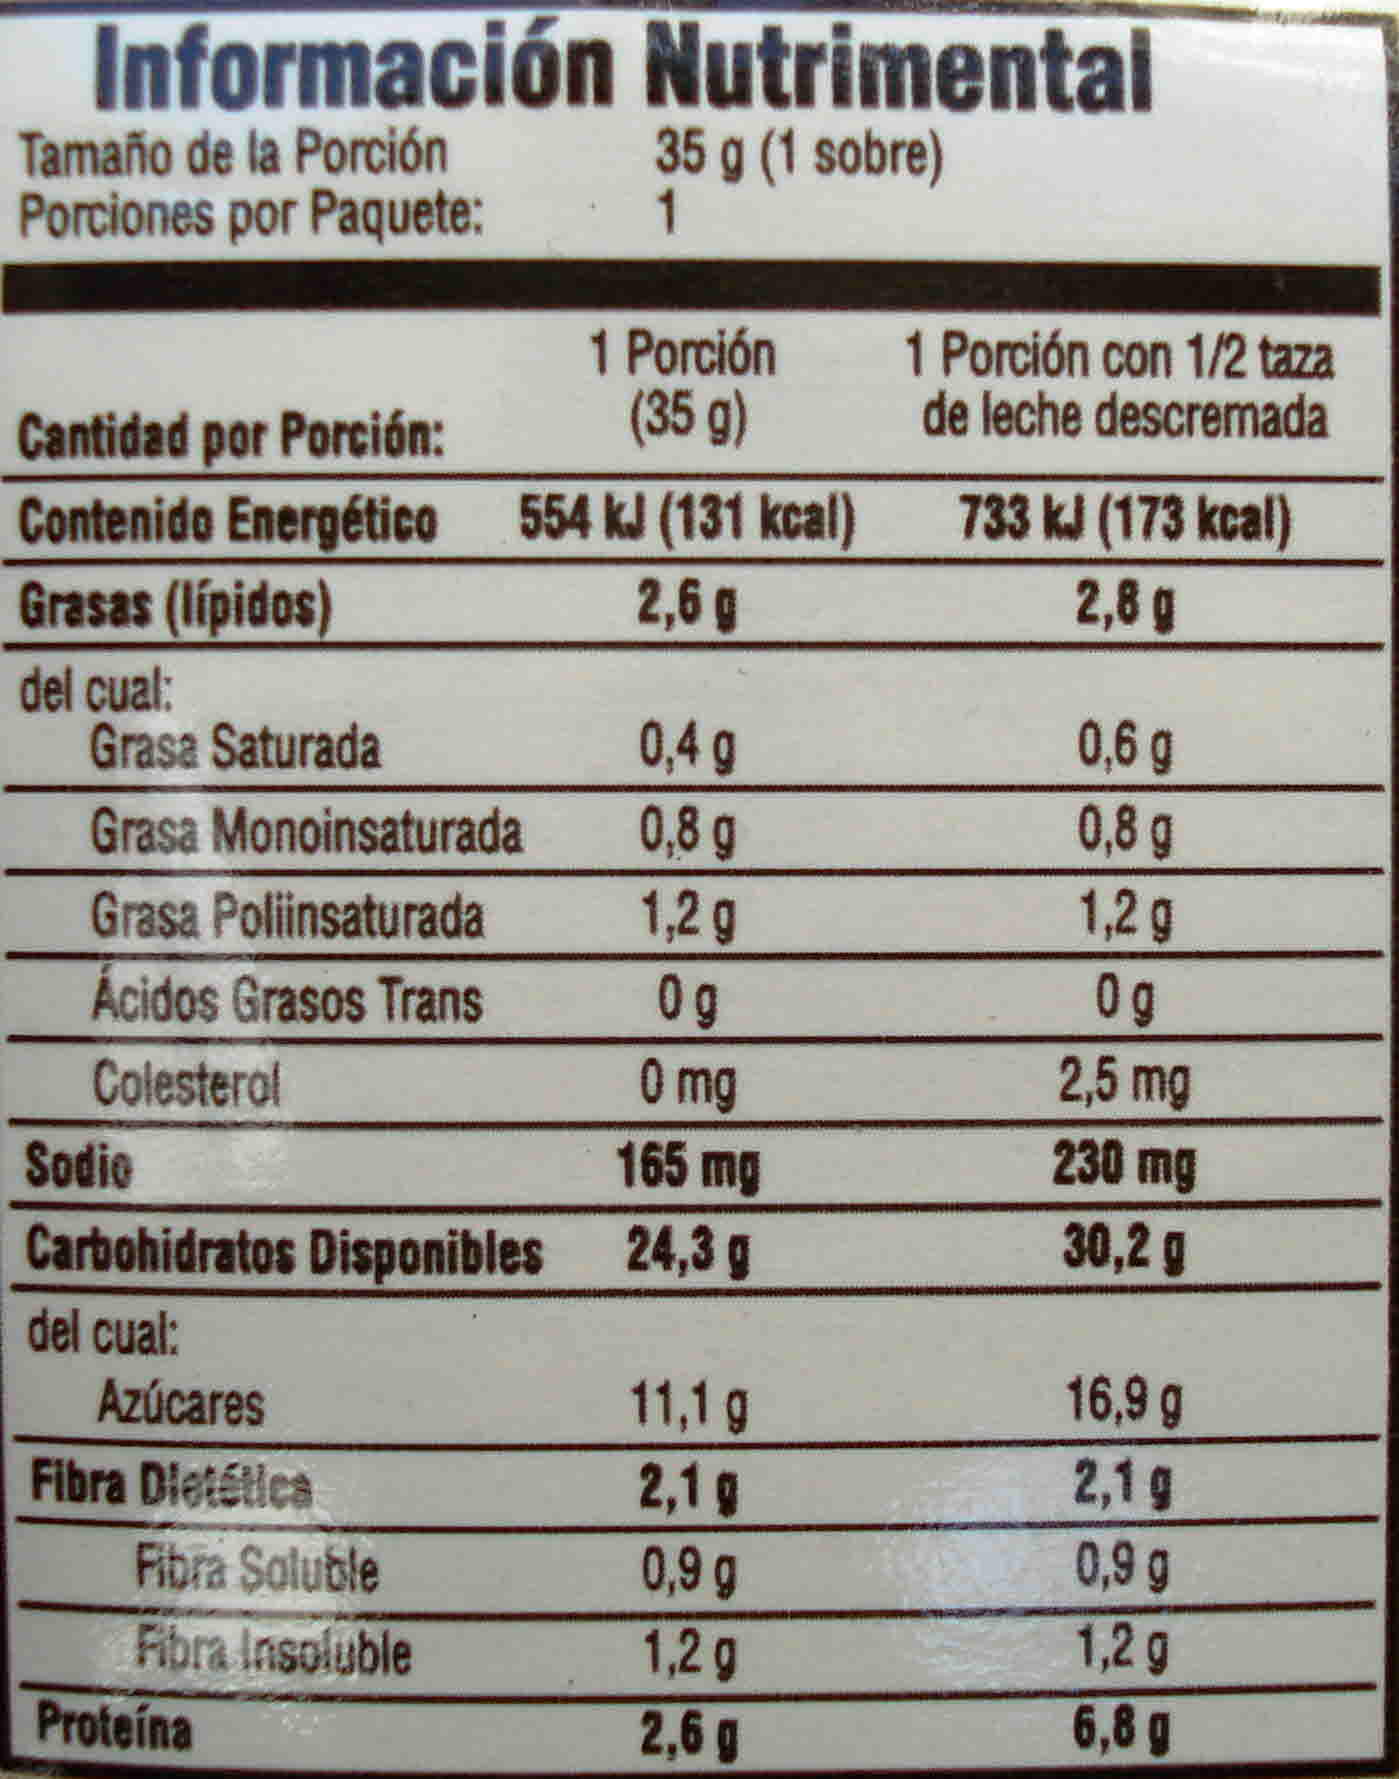 Información Nutrimental
Tamaño de la Porción 35 g (1 sobre)
Porciones por Paquete: 1
1 Porción 1 Porción con 1/2 taza
(35 g) de leche descremada
Cantidad por Porción:
Contenido Energético 554 kJ (131 kcal) 733 kJ (173 kcal)
Grasas (lípidos) 2,6 g 2,8 g
del cual:
Grasa Saturada 0,4 g 0,6 g
Grasa Monoinsaturada 0,8 g 0,8 g
Grasa Poliinsaturada 1,2 g 1,2 g
Ácidos Grasos Trans 0 g 0 g
Colesterol 0 mg 2,5 mg
Sodio 165 mg 230 mg
Carbohidratos Disponibles 24,3 g 30,2 g
del cual:
Azúcares 11,1 g 16,9 g
Fibra Dietética 2,1 g 2,1 g
Fibra Soluble 0,9 g 0,9 g
Fibra Insoluble 1,2 g 1,2 g
Proteína 2,6 g 6,8 g